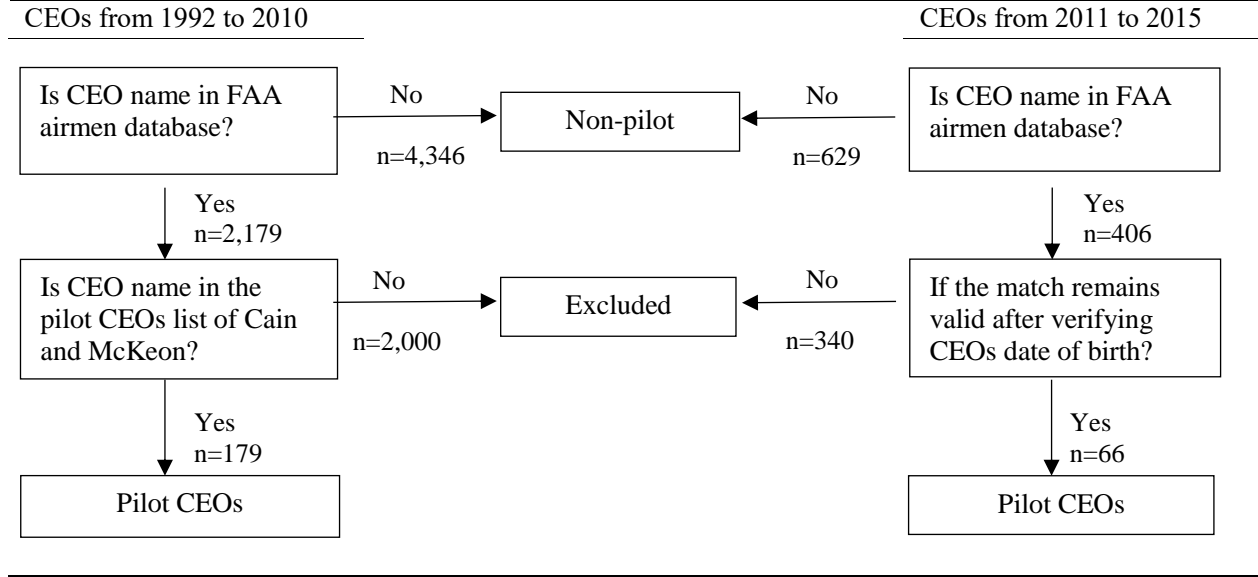 CEOs from 1992 to 2010
CEOs from 2011 to 2015
Is CEO name in FAA
airmen database?
No
n=4,346
Non-pilot
No
n=629
Is CEO name in FAA
airmen database?
Yes
n=2,179
Yes
n=406
Is CEO name in the
pilot CEOs list of Cain
and McKeon?
No
n=2,000
Excluded
No
n=340
If the match remains
valid after verifying
CEOs date of birth?
Yes
n=179
Yes
n=66
Pilot CEOs
Pilot CEOs